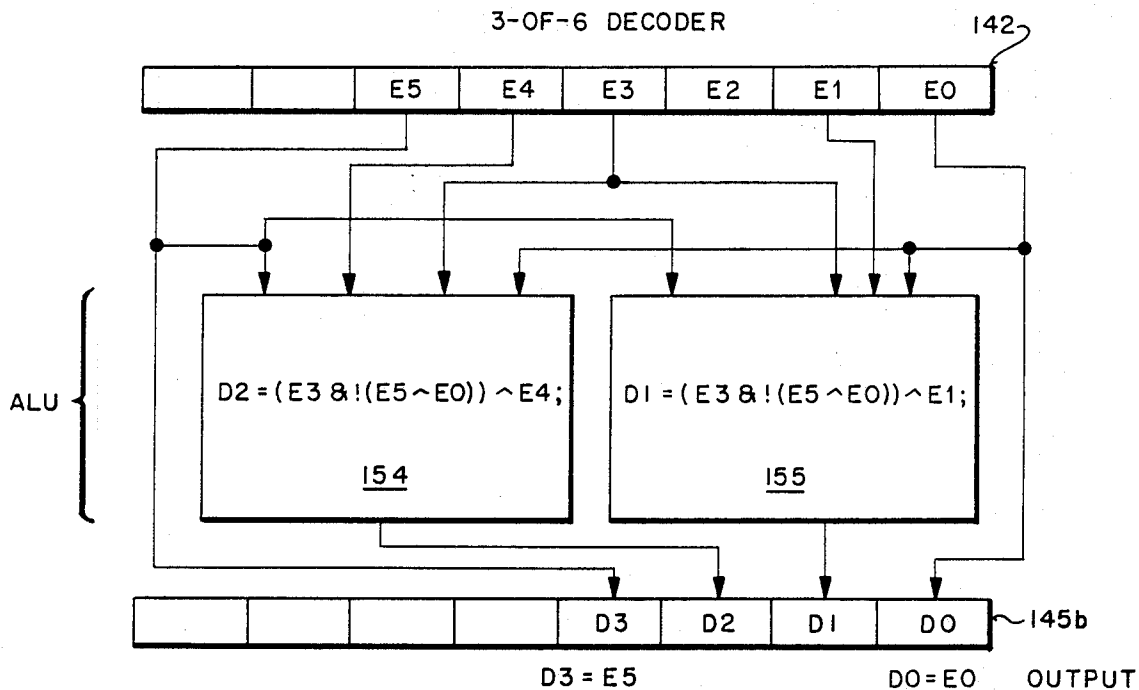 3-OF-6 DECODER
142
E5 E4 E3 E2 E1 E0
ALU
D2=(E3 &!(E5^E0))^E4; D1=(E3 &!(E5^E0))^E1;
154 155
D3 D2 D1 D0
145b
D3=E5 D0=E0 OUTPUT